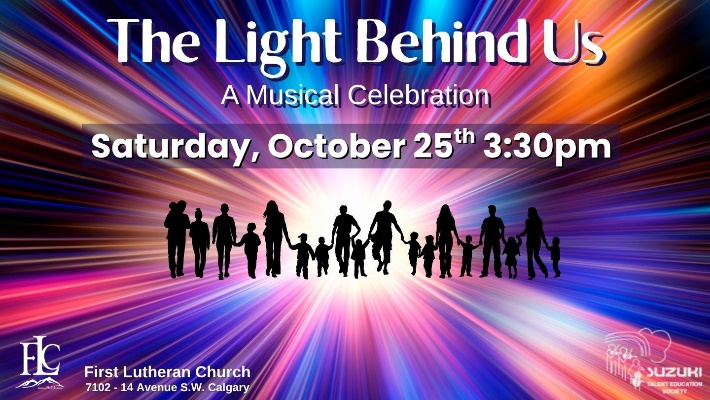 The Light Behind Us
A Musical Celebration
Saturday, October 25th 3:30pm
FLC
First Lutheran Church
7102 - 14 Avenue S.W. Calgary
SUZUKI
TALENT EDUCATION
SOCIETY